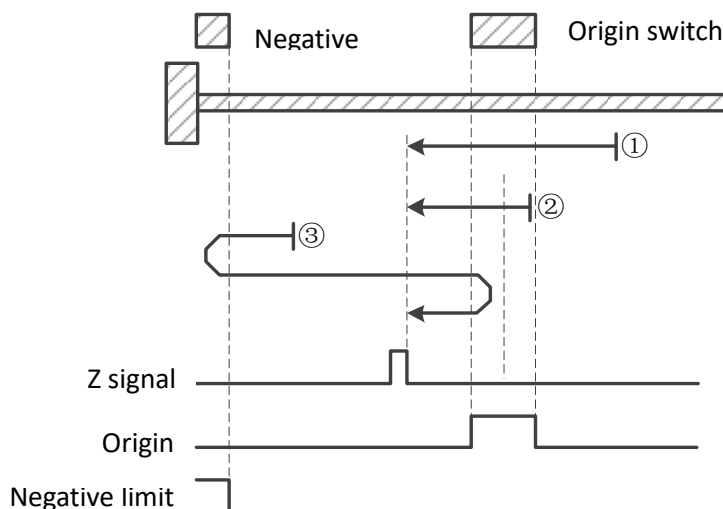 Negative
Origin switch
①
②
③
Z signal
Origin
Negative limit